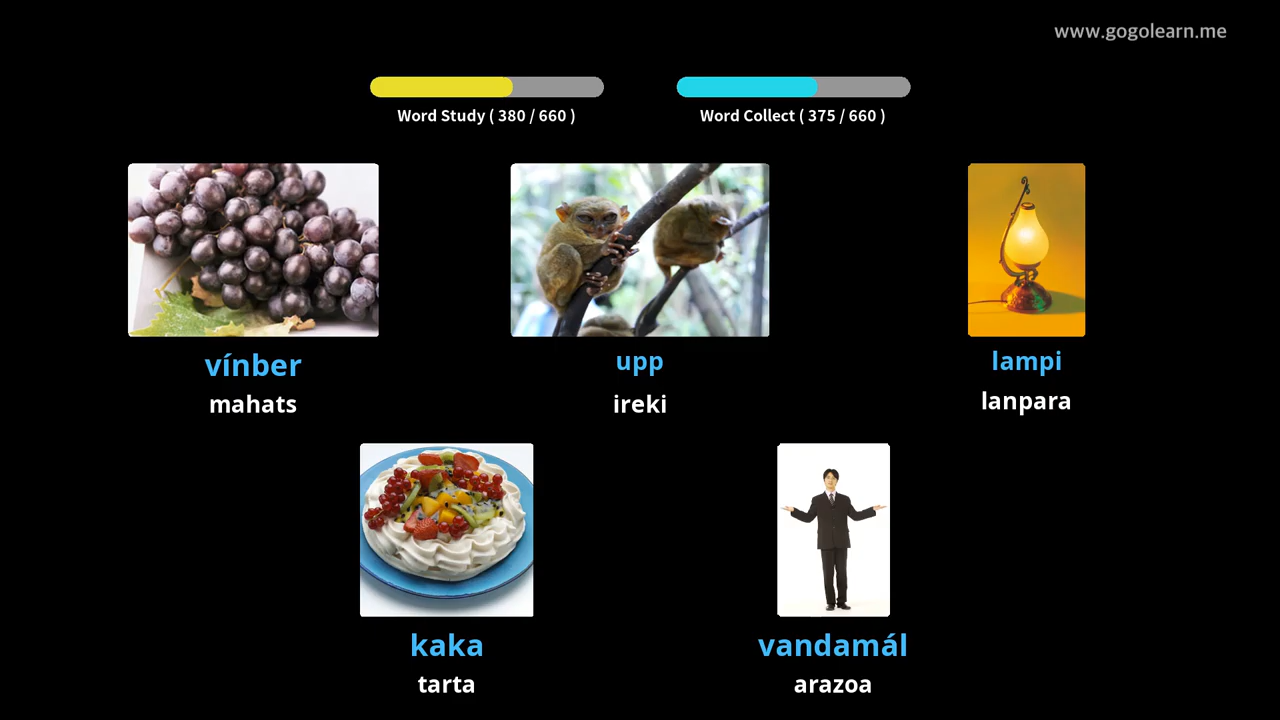 www.gogolearn.me
Word Study ( 380 / 660 )
Word Collect ( 375 / 660 )
vínber
mahats
upp
ireki
lampi
lanpara
kaka
tarta
vandamál
arazoa